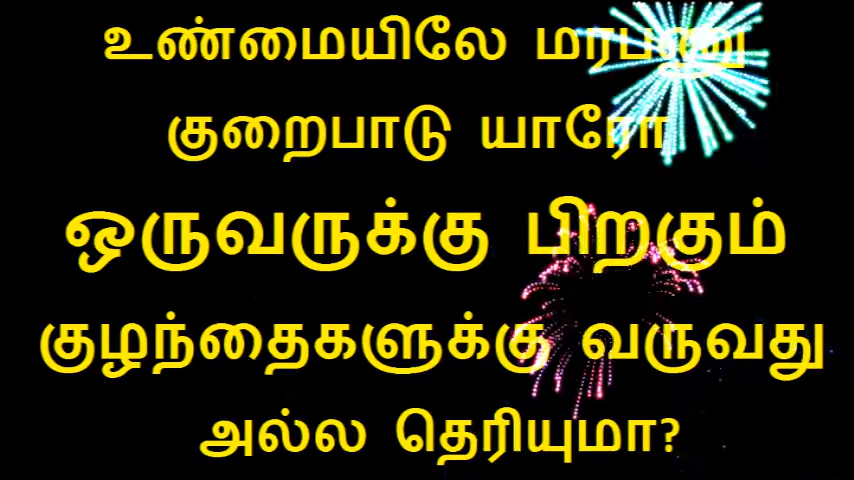 உண்மையிலே மரபணு
குறைபாடு யாரோ
ஒருவருக்கு பிறகும்
குழந்தைகளுக்கு வருவது
அல்ல தெரியுமா?